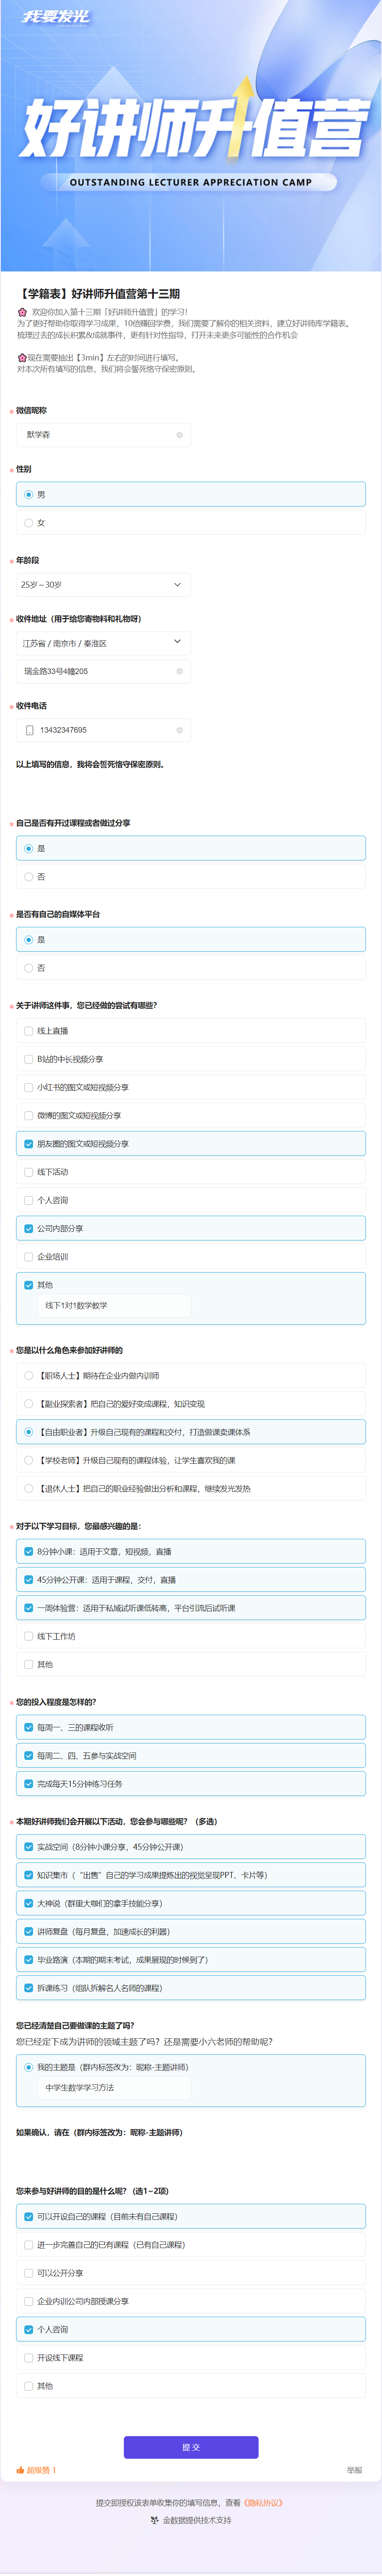 我要发光
好讲师升值营
OUTSTANDING LECTURER APPRECIATION CAMP
【学籍表】好讲师升值营第十三期
欢迎你加入第十三期「好讲师升值营」的学习！
为了更好帮助你取得学习成果，10倍赚回学费，我们需要了解你的相关资料，建立好讲师库学籍表。
梳理过去的成长积累&成就事件，更有针对性指导，打开未来更多可能性的合作机会
现在需要抽出【3min】左右的时间进行填写。
对本次所有填写的信息，我们将会誓死恪守保密原则。
* 微信昵称
默学森
* 性别
男
女
* 年龄段
25岁～30岁
* 收件地址（用于给您寄物料和礼物呀）
江苏省 / 南京市 / 秦淮区
瑞金路33号4幢205
* 收件电话
13432347695
以上填写的信息，我将会誓死恪守保密原则。
* 自己是否有开过课程或者做过分享
是
否
* 是否有自己的自媒体平台
是
否
* 关于讲师这件事，您已经做的尝试有哪些？
线上直播
B站的中长视频分享
小红书的图文或短视频分享
微博的图文或短视频分享
朋友圈的图文或短视频分享
线下活动
个人咨询
公司内部分享
企业培训
其他
线下1对1数学教学
* 您是以什么角色来参加好讲师的
【职场人士】期待在企业内做内训师
【副业探索者】把自己的爱好变成课程，知识变现
【自由职业者】升级自己现有的课程和交付，打造做课卖课体系
【学校老师】升级自己现有的课程体验，让学生喜欢我的课
【退休人士】把自己的职业经验做出分析和课程，继续发光发热
* 对于以下学习目标，您最感兴趣的是：
8分钟小课：适用于文章，短视频，直播
45分钟公开课：适用于课程，交付，直播
一周体验营：适用于私域试听课低转高，平台引流后试听课
线下工作坊
其他
* 您的投入程度是怎样的？
每周一、三的课程收听
每周二、四、五参与实战空间
完成每天15分钟练习任务
* 本期好讲师我们会开展以下活动，您会参与哪些呢？（多选）
实战空间（8分钟小课分享，45分钟公开课）
知识集市（“出售”自己的学习成果提炼出的视觉呈现PPT、卡片等）
大神说（群里大咖们的拿手技能分享）
讲师复盘（每月复盘，加速成长的利器）
毕业路演（本期的期末考试，成果展现的时候到了）
拆课练习（组队拆解名人名师的课程）
您已经清楚自己要做课的主题了吗？
您已经定下成为讲师的领域主题了吗？还是需要小六老师的帮助呢？
我的主题是（群内标签改为：昵称-主题讲师）
中学生数学学习方法
如果确认，请在（群内标签改为：昵称-主题讲师）
您来参与好讲师的目的是什么呢？（选1~2项）
可以开设自己的课程（目前未有自己课程）
进一步完善自己的已有课程（已有自己课程）
可以公开分享
企业内训公司内部授课分享
个人咨询
开设线下课程
其他
提交
超级赞 1
举报
提交即授权该表单收集你的填写信息，查看《隐私协议》
金数据提供技术支持